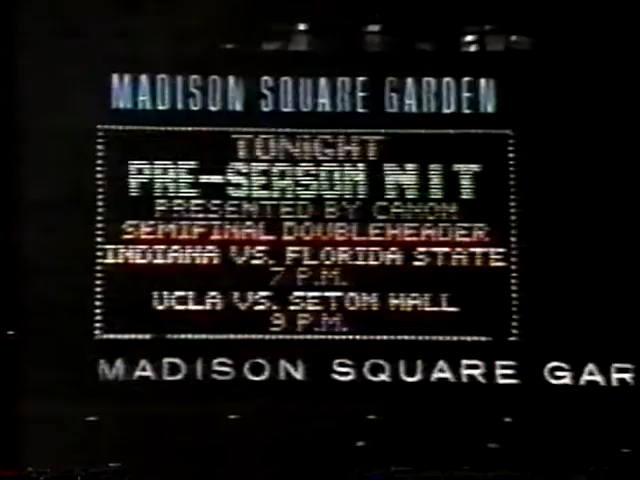 MADISON SQUARE GARDEN
TONIGHT
PRE-SEASON NIT
PRESENTED BY CANON
SEMIFINAL DOUBLEHEADER
INDIANA VS. FLORIDA STATE
7 P.M.
UCLA VS. SETON HALL
9 P.M.
MADISON SQUARE GAR